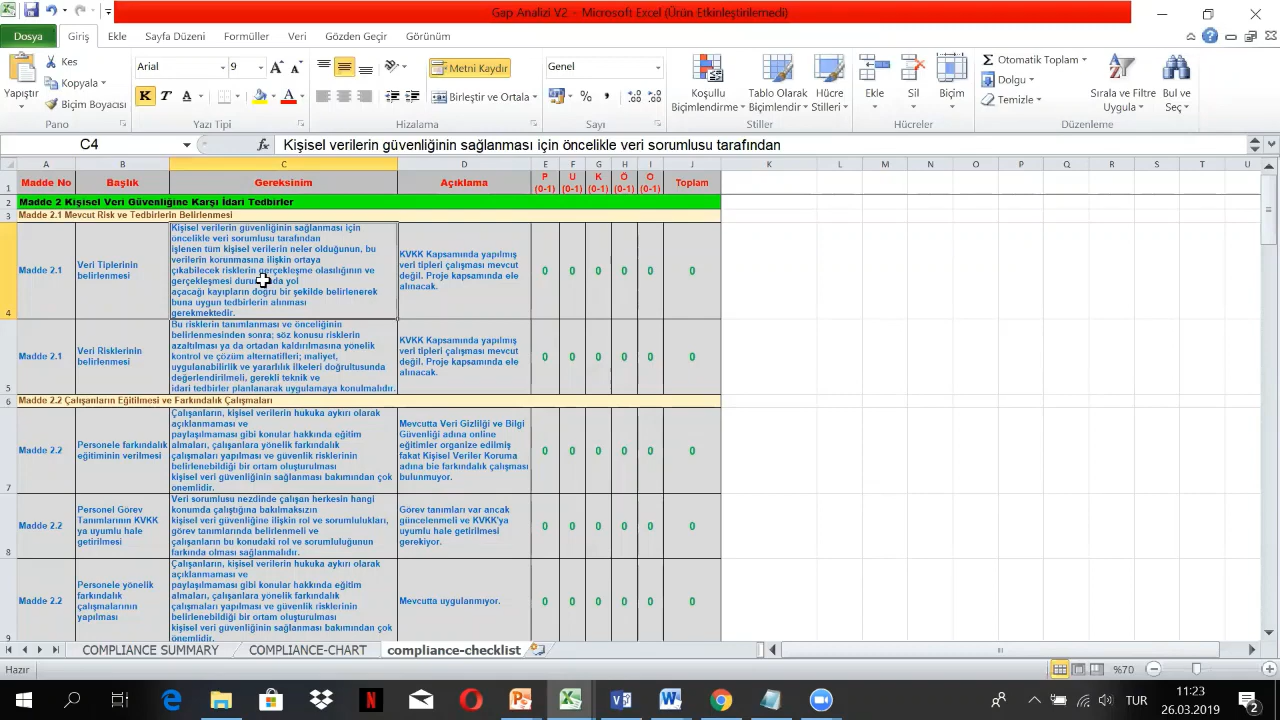 Gap Analizi V2 - Microsoft Excel (Ürün Etkinleştirilemedi)
Dosya Giriş Ekle Sayfa Düzeni Formüller Veri Gözden Geçir Görünüm
Yapıştır
Kes
Kopyala
Biçim Boyacısı
Pano
Arial 9
K T A
Yazı Tipi
Metni Kaydır
Birleştir ve Ortala
Hizalama
Genel
Sayı
Koşullu Biçimlendirme
Tablo Olarak Biçimlendir
Hücre Stilleri
Stiller
Ekle Sil Biçim
Hücreler
Otomatik Toplam
Dolgu
Temizle
Sırala ve Filtre Uygula
Bul ve Seç
Düzenleme
C4 fx Kişisel verilerin güvenliğinin sağlanması için öncelikle veri sorumlusu tarafından
A B C D E F G H I J K L M N O P Q R S T U
1 Madde No Başlık Gereksinim Açıklama P (0-1) U (0-1) K (0-1) Ö (0-1) O (0-1) Toplam
2 Madde 2 Kişisel Veri Güvenliğine Karşı İdari Tedbirler
3 Madde 2.1 Mevcut Risk ve Tedbirlerin Belirlenmesi
4 Madde 2.1
Veri Tiplerinin
belirlenmesi
Kişisel verilerin güvenliğinin sağlanması için
öncelikle veri sorumlusu tarafından
işlenen tüm kişisel verilerin neler olduğunun, bu
verilerin korunmasına ilişkin ortaya
çıkabilecek risklerin gerçekleşme olasılığının ve
gerçekleşmesi durumunda yol
açacağı kayıpların doğru bir şekilde belirlenerek
buna uygun tedbirlerin alınması
gerekmektedir.
KVKK Kapsamında yapılmış
veri tipleri çalışması mevcut
değil. Proje kapsamında ele
alınacak.
0 0 0 0 0 0
5 Madde 2.1
Veri Risklerinin
belirlenmesi
Bu risklerin tanımlanması ve önceliğinin
belirlenmesinden sonra; söz konusu risklerin
azaltılması ya da ortadan kaldırılmasına yönelik
kontrol ve çözüm alternatifleri; maliyet,
uygulanabilirlik ve yararlılık ilkeleri doğrultusunda
değerlendirilmeli, gerekli teknik ve
idari tedbirler planlanarak uygulamaya konulmalıdır.
KVKK Kapsamında yapılmış
veri tipleri çalışması mevcut
değil. Proje kapsamında ele
alınacak.
0 0 0 0 0 0
6 Madde 2.2 Çalışanların Eğitilmesi ve Farkındalık Çalışmaları
7 Madde 2.2
Personele farkındalık
eğitiminin verilmesi
Çalışanların, kişisel verilerin hukuka aykırı olarak
açıklanmaması ve
paylaşılmaması gibi konular hakkında eğitim
almaları, çalışanlara yönelik farkındalık
çalışmaları yapılması ve güvenlik risklerinin
belirlenebildiği bir ortam oluşturulması
kişisel veri güvenliğinin sağlanması bakımından çok
önemlidir.
Mevcutta Veri Gizlilği ve Bilgi
Güvenliği adına online
eğitimler organize edilmiş
fakat Kişisel Veriler Koruma
adına bie farkındalık çalışması
bulunmuyor.
0 0 0 0 0 0
8 Madde 2.2
Personel Görev
Tanımlarının KVKK
ya uyumlu hale
getirilmesi
Veri sorumlusu nezdinde çalışan herkesin hangi
konumda çalıştığına bakılmaksızın
kişisel veri güvenliğine ilişkin rol ve sorumlulukları,
görev tanımlarında belirlenmeli ve
çalışanların bu konudaki rol ve sorumluluğunun
farkında olması sağlanmalıdır.
Görev tanımları var ancak
güncelenmeli ve KVKK'ya
uyumlu hale getirilmesi
gerekiyor.
0 0 0 0 0 0
9 Madde 2.2
Personele yönelik
farkındalık
çalışmalarının
yapılması
Çalışanların, kişisel verilerin hukuka aykırı olarak
açıklanmaması ve
paylaşılmaması gibi konular hakkında eğitim
almaları, çalışanlara yönelik farkındalık
çalışmaları yapılması ve güvenlik risklerinin
belirlenebildiği bir ortam oluşturulması
kişisel veri güvenliğinin sağlanması bakımından çok
önemlidir.
Mevcutta uygulanmıyor.
0 0 0 0 0 0
COMPLIANCE SUMMARY COMPLIANCE-CHART compliance-checklist
Hazır %70
TUR 11:23
26.03.2019
2